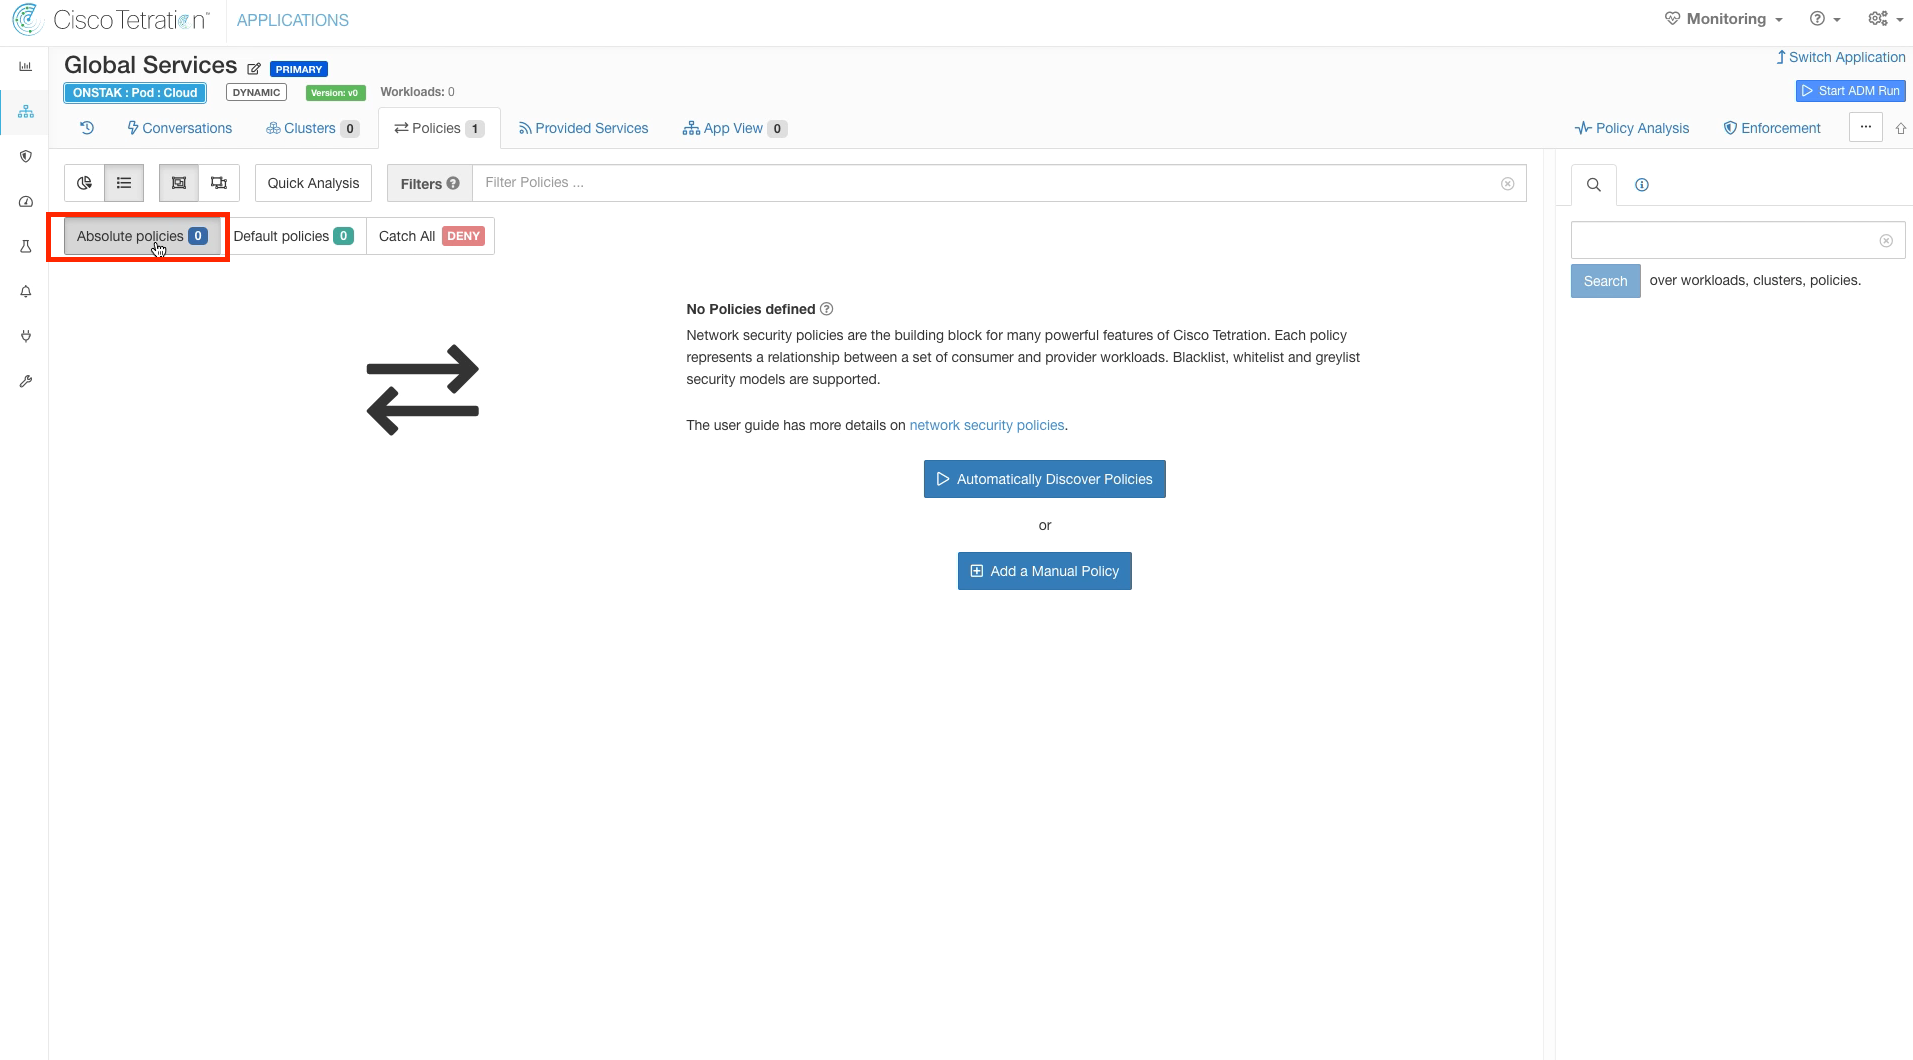 Cisco Tetration™ APPLICATIONS Monitoring
Global Services PRIMARY Switch Application
ONSTAK : Pod : Cloud DYNAMIC Version: v0 Workloads: 0 Start ADM Run
Conversations Clusters 0 Policies 1 Provided Services App View 0 Policy Analysis Enforcement ...
Quick Analysis Filters ? Filter Policies ...
Absolute policies 0 Default policies 0 Catch All DENY
No Policies defined ?
Network security policies are the building block for many powerful features of Cisco Tetration. Each policy
represents a relationship between a set of consumer and provider workloads. Blacklist, whitelist and greylist
security models are supported.
The user guide has more details on network security policies.
Automatically Discover Policies
or
Add a Manual Policy
Search over workloads, clusters, policies.